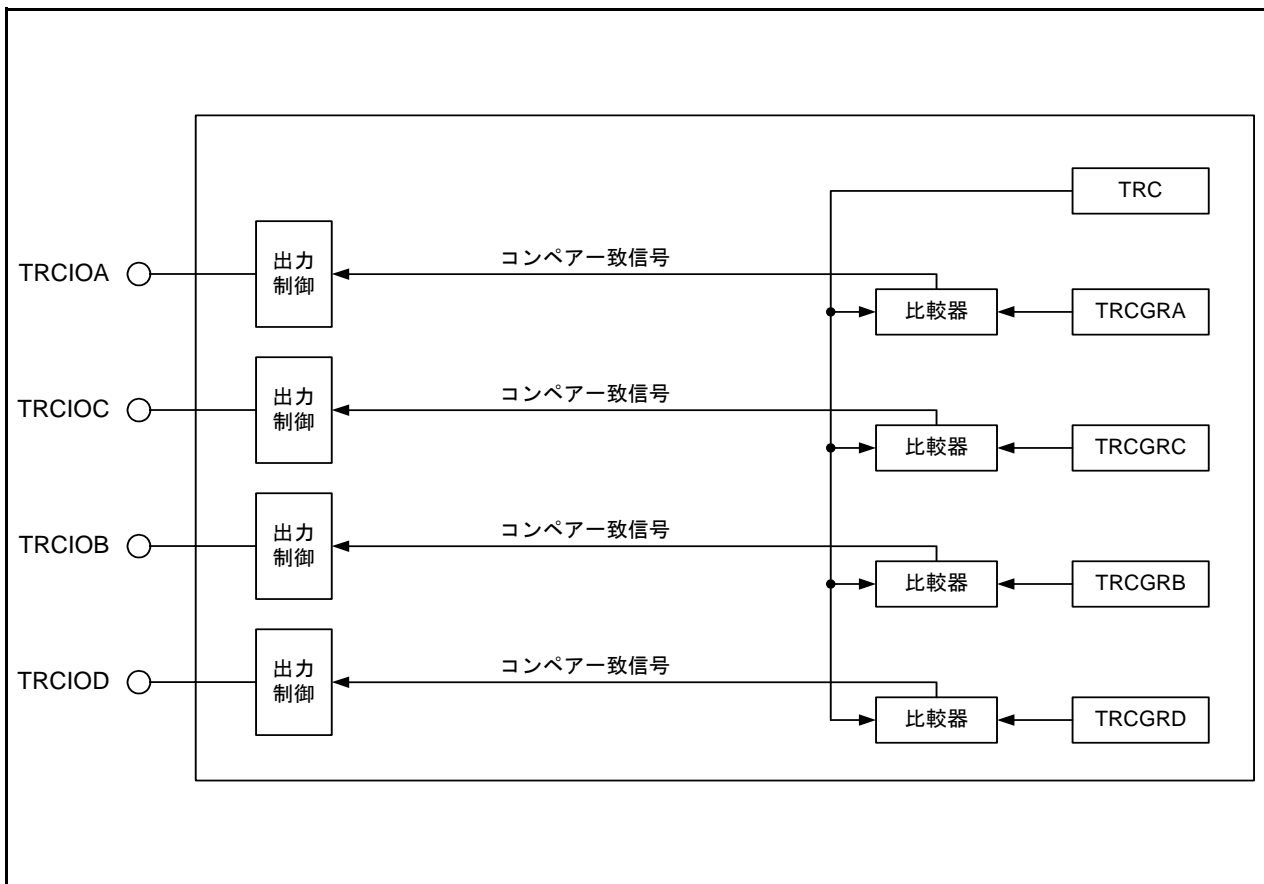 TRC
TRCIOA
出力
制御
コンペア一致信号
比較器
TRCGRA
TRCIOC
出力
制御
コンペア一致信号
比較器
TRCGRC
TRCIOB
出力
制御
コンペア一致信号
比較器
TRCGRB
TRCIOD
出力
制御
コンペア一致信号
比較器
TRCGRD